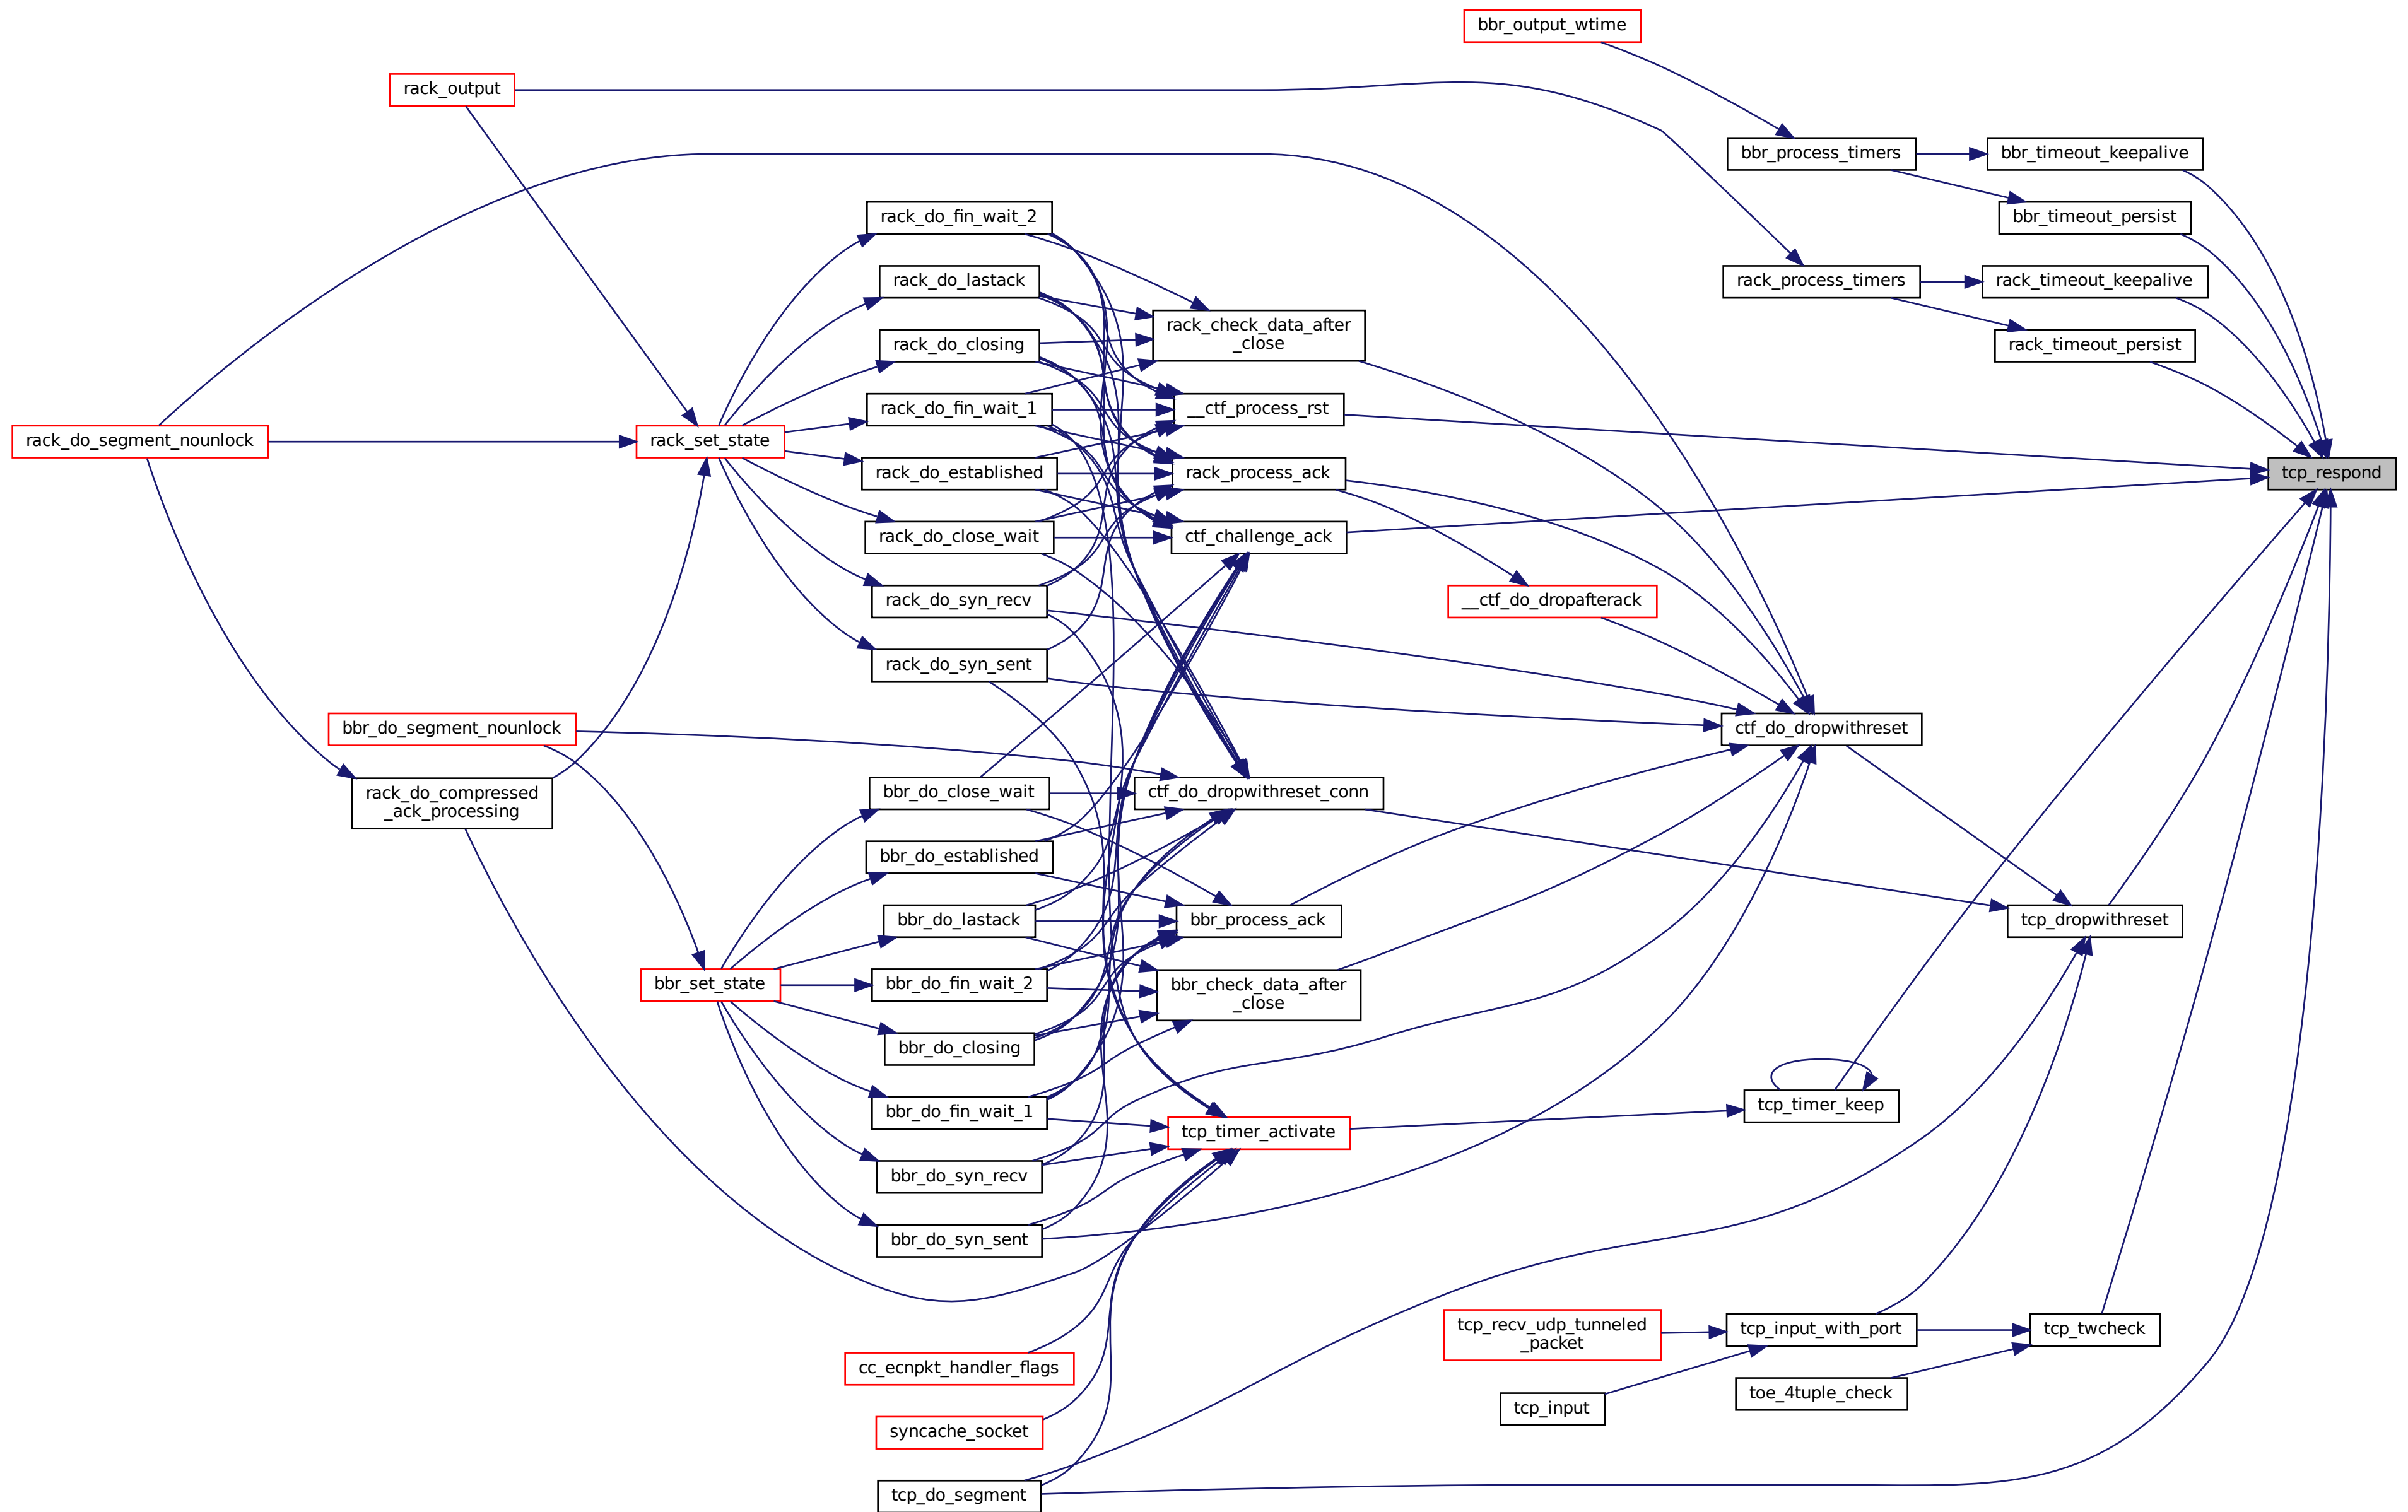 bbr_output_wtime
rack_output
bbr_process_timers
bbr_timeout_keepalive
rack_do_fin_wait_2
bbr_timeout_persist
rack_do_lastack
rack_process_timers
rack_timeout_keepalive
rack_check_data_after
_close
rack_do_closing
rack_timeout_persist
rack_do_fin_wait_1
__ctf_process_rst
rack_do_segment_nounlock
rack_set_state
rack_do_established
rack_process_ack
tcp_respond
rack_do_close_wait
ctf_challenge_ack
rack_do_syn_recv
__ctf_do_dropafterack
rack_do_syn_sent
bbr_do_segment_nounlock
ctf_do_dropwithreset
rack_do_compressed
_ack_processing
bbr_do_close_wait
ctf_do_dropwithreset_conn
bbr_do_established
bbr_do_lastack
bbr_process_ack
tcp_dropwithreset
bbr_set_state
bbr_do_fin_wait_2
bbr_check_data_after
_close
bbr_do_closing
bbr_do_fin_wait_1
tcp_timer_keep
tcp_timer_activate
bbr_do_syn_recv
bbr_do_syn_sent
tcp_recv_udp_tunneled
_packet
tcp_input_with_port
tcp_twcheck
cc_ecnpkt_handler_flags
toe_4tuple_check
tcp_input
syncache_socket
tcp_do_segment